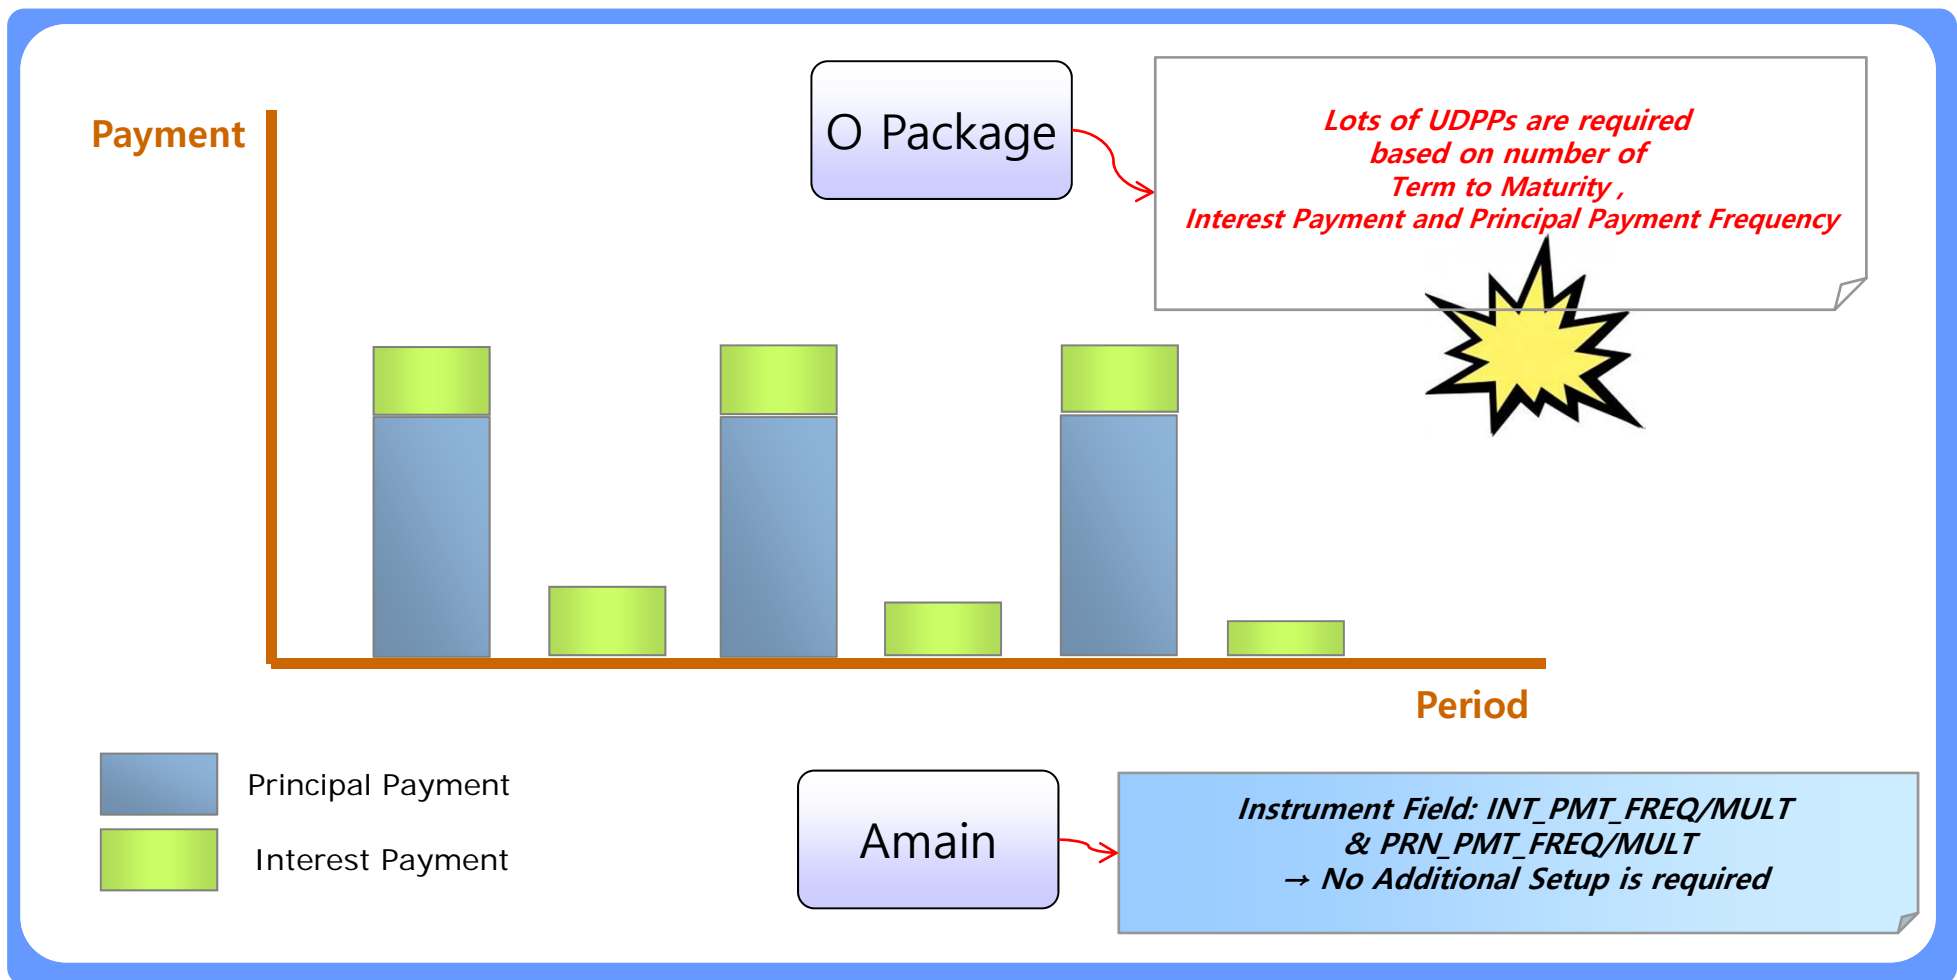 O Package
Lots of UDPPs are required
based on number of
Term to Maturity ,
Interest Payment and Principal Payment Frequency
Payment
Period
Principal Payment
Interest Payment
Amain
Instrument Field: INT_PMT_FREQ/MULT
& PRN_PMT_FREQ/MULT
→ No Additional Setup is required